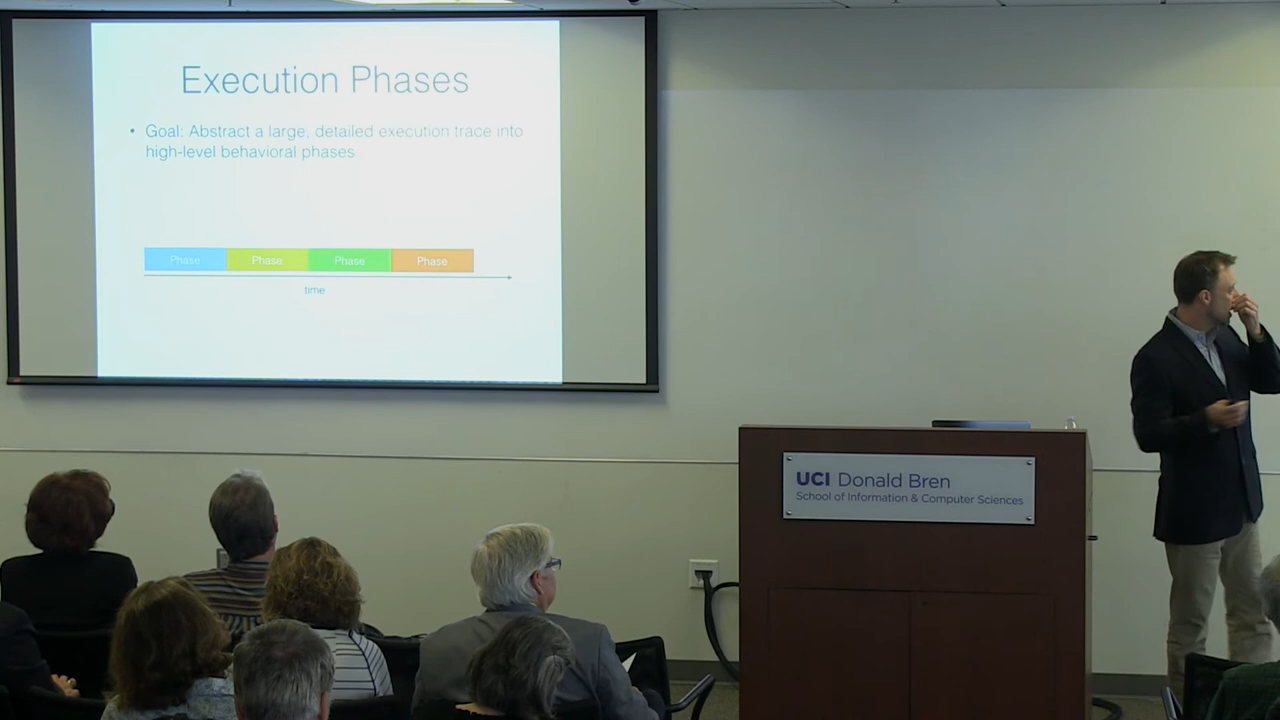 Execution Phases
• Goal: Abstract a large, detailed execution trace into
high-level behavioral phases
Phase Phase Phase Phase
time
UCI Donald Bren
School of Information & Computer Sciences